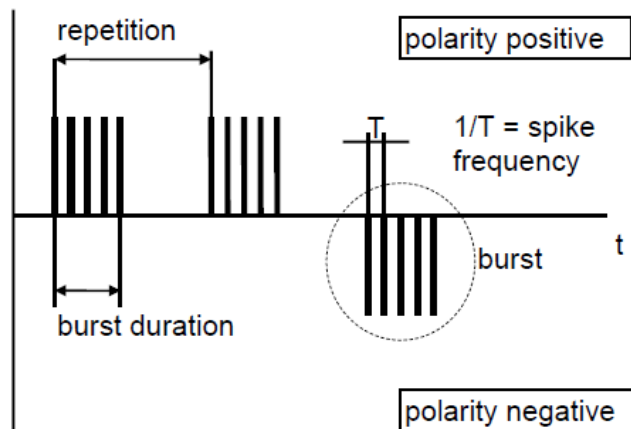 repetition
polarity positive
T
1/T = spike
frequency
t
burst
burst duration
polarity negative